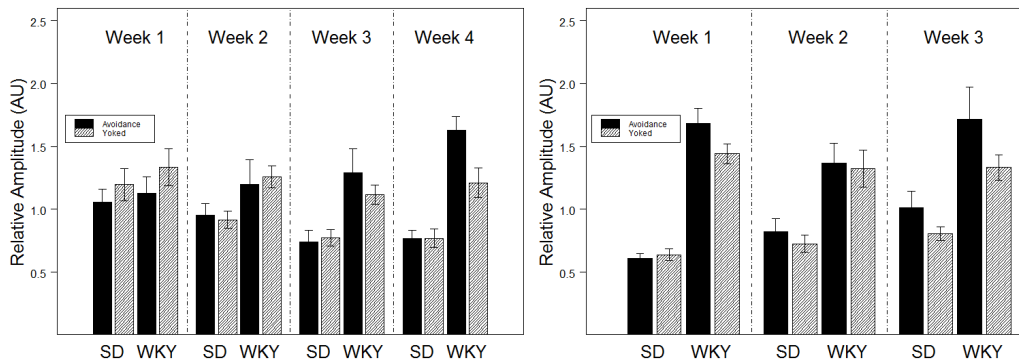 2.5
2.0
1.5
1.0
0.5
Relative Amplitude (AU)
Week 1 Week 2 Week 3 Week 4
Avoidance
Yoked
SD WKY SD WKY SD WKY SD WKY
2.5
2.0
1.5
1.0
0.5
Relative Amplitude (AU)
Week 1 Week 2 Week 3
Avoidance
Yoked
SD WKY SD WKY SD WKY